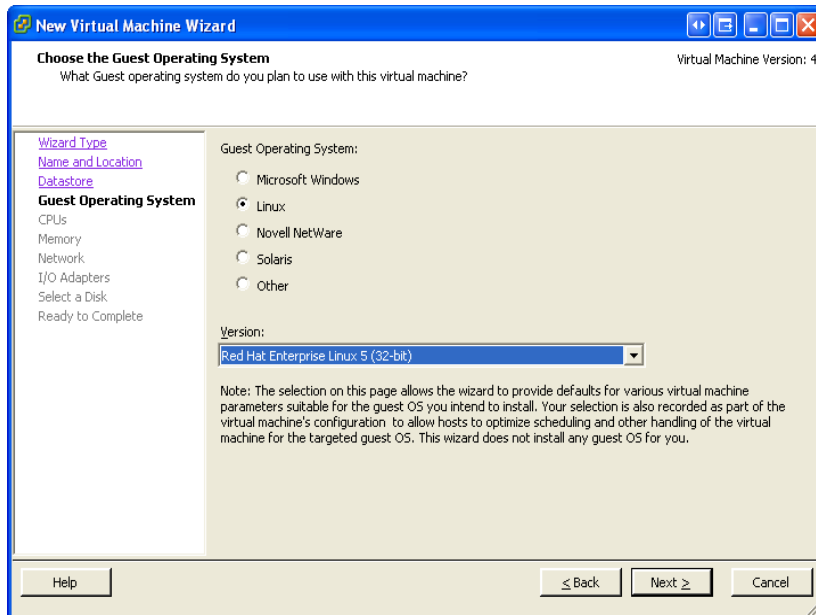 New Virtual Machine Wizard
Choose the Guest Operating System
What Guest operating system do you plan to use with this virtual machine?
Virtual Machine Version: 4
Wizard Type
Name and Location
Datastore
Guest Operating System
CPUs
Memory
Network
I/O Adapters
Select a Disk
Ready to Complete
Guest Operating System:
Microsoft Windows
Linux
Novell NetWare
Solaris
Other
Version:
Red Hat Enterprise Linux 5 (32-bit)
Note: The selection on this page allows the wizard to provide defaults for various virtual machine
parameters suitable for the guest OS you intend to install. Your selection is also recorded as part of the
virtual machine's configuration to allow hosts to optimize scheduling and other handling of the virtual
machine for the targeted guest OS. This wizard does not install any guest OS for you.
Help
< Back
Next >
Cancel